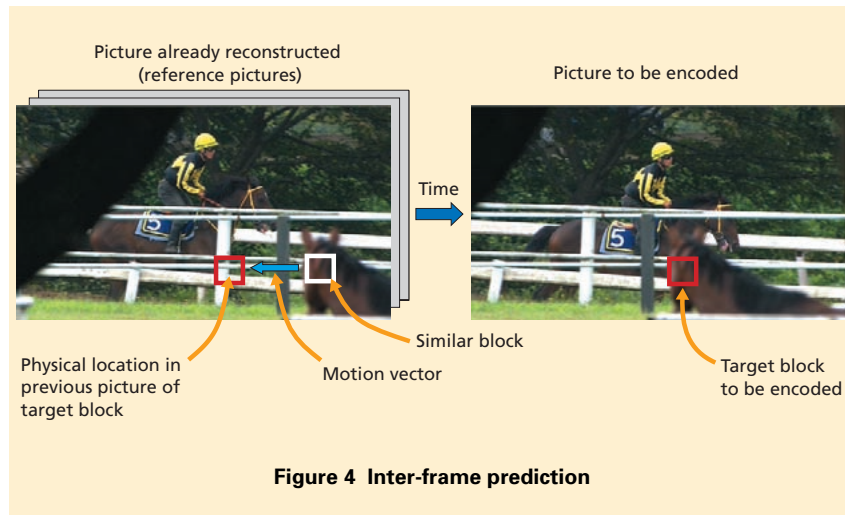 Picture already reconstructed
(reference pictures)
Picture to be encoded
Time
5
5
Similar block
Motion vector
Physical location in
previous picture of
target block
Target block
to be encoded
Figure 4 Inter-frame prediction